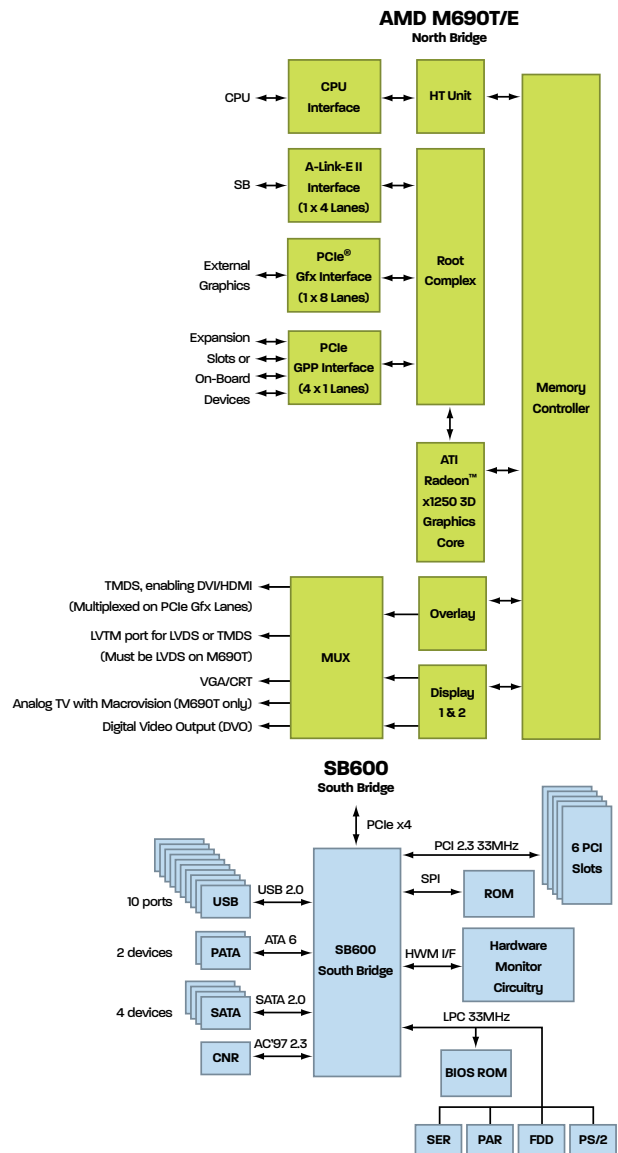 AMD M690T/E
North Bridge
CPU
CPU
Interface
HT Unit
SB
A-Link-E II
Interface
(1 x 4 Lanes)
External
Graphics
PCIe®
Gfx Interface
(1 x 8 Lanes)
Root
Complex
Expansion
Slots or
On-Board
Devices
PCIe
GPP Interface
(4 x 1 Lanes)
Memory
Controller
ATI
Radeon™
x1250 3D
Graphics
Core
TMDS, enabling DVI/HDMI
(Multiplexed on PCIe Gfx Lanes)
LVTM port for LVDS or TMDS
(Must be LVDS on M690T)
VGA/CRT
Analog TV with Macrovision (M690T only)
Digital Video Output (DVO)
MUX
Overlay
Display
1 & 2
SB600
South Bridge
PCIe x4
10 ports
USB
USB 2.0
2 devices
PATA
ATA 6
4 devices
SATA
SATA 2.0
CNR
AC'97 2.3
SB600
South Bridge
PCI 2.3 33MHz
6 PCI
Slots
SPI
ROM
HWM I/F
Hardware
Monitor
Circuitry
LPC 33MHz
BIOS ROM
SER
PAR
FDD
PS/2